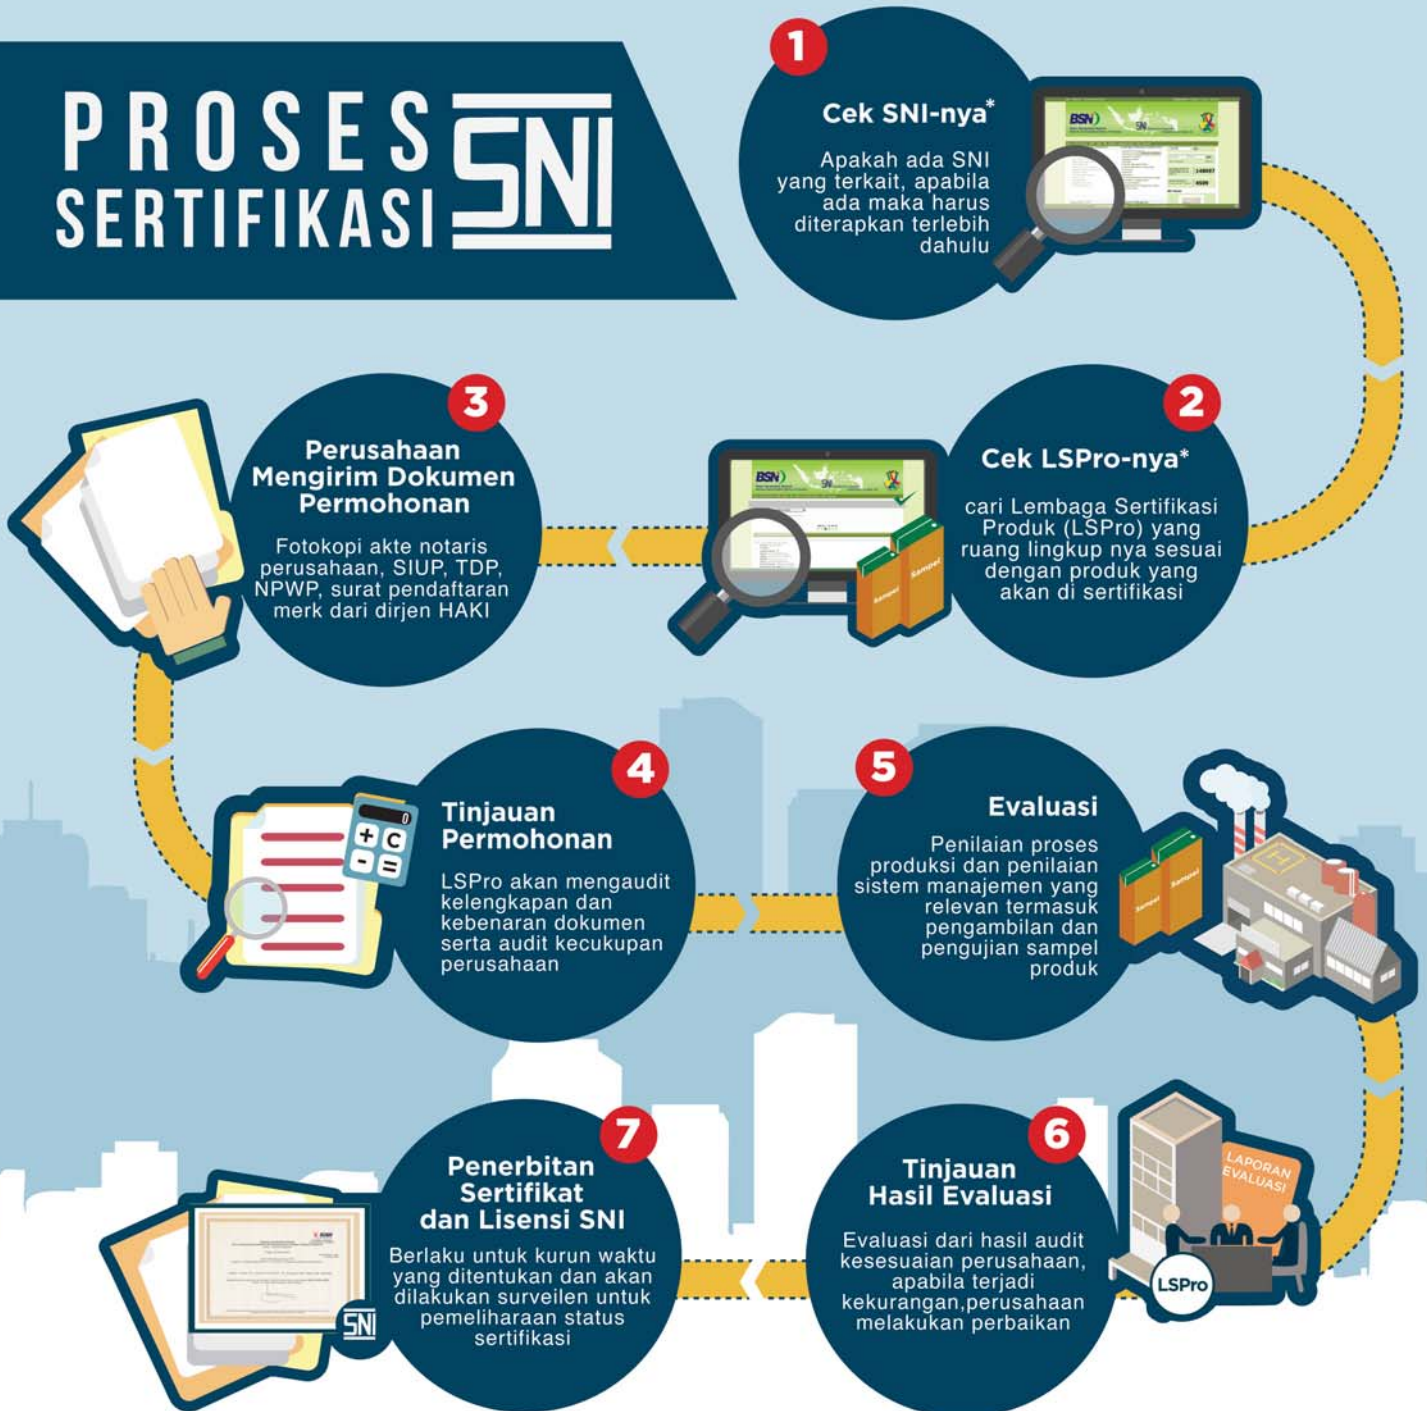 PROSES
SERTIFIKASI
SNI
1
Cek SNI-nya*
Apakah ada SNI
yang terkait, apabila
ada maka harus
diterapkan terlebih
dahulu
BSN
SNI
2
Cek LSPro-nya*
cari Lembaga Sertifikasi
Produk (LSPro) yang
ruang lingkup nya sesuai
dengan produk yang
akan di sertifikasi
BSN
SNI
Sampel
Sampel
3
Perusahaan
Mengirim Dokumen
Permohonan
Fotokopi akte notaris
perusahaan, SIUP, TDP,
NPWP, surat pendaftaran
merk dari dirjen HAKI
4
Tinjauan
Permohonan
LSPro akan mengaudit
kelengkapan dan
kebenaran dokumen
serta audit kecukupan
perusahaan
0
+ C
- =
5
Evaluasi
Penilaian proses
produksi dan penilaian
sistem manajemen yang
relevan termasuk
pengambilan dan
pengujian sampel
produk
Sampel
Sampel
H
6
Tinjauan
Hasil Evaluasi
Evaluasi dari hasil audit
kesesuaian perusahaan,
apabila terjadi
kekurangan,perusahaan
melakukan perbaikan
LAPORAN
EVALUASI
LSPro
7
Penerbitan
Sertifikat
dan Lisensi SNI
Berlaku untuk kurun waktu
yang ditentukan dan akan
dilakukan surveilen untuk
pemeliharaan status
sertifikasi
SNI